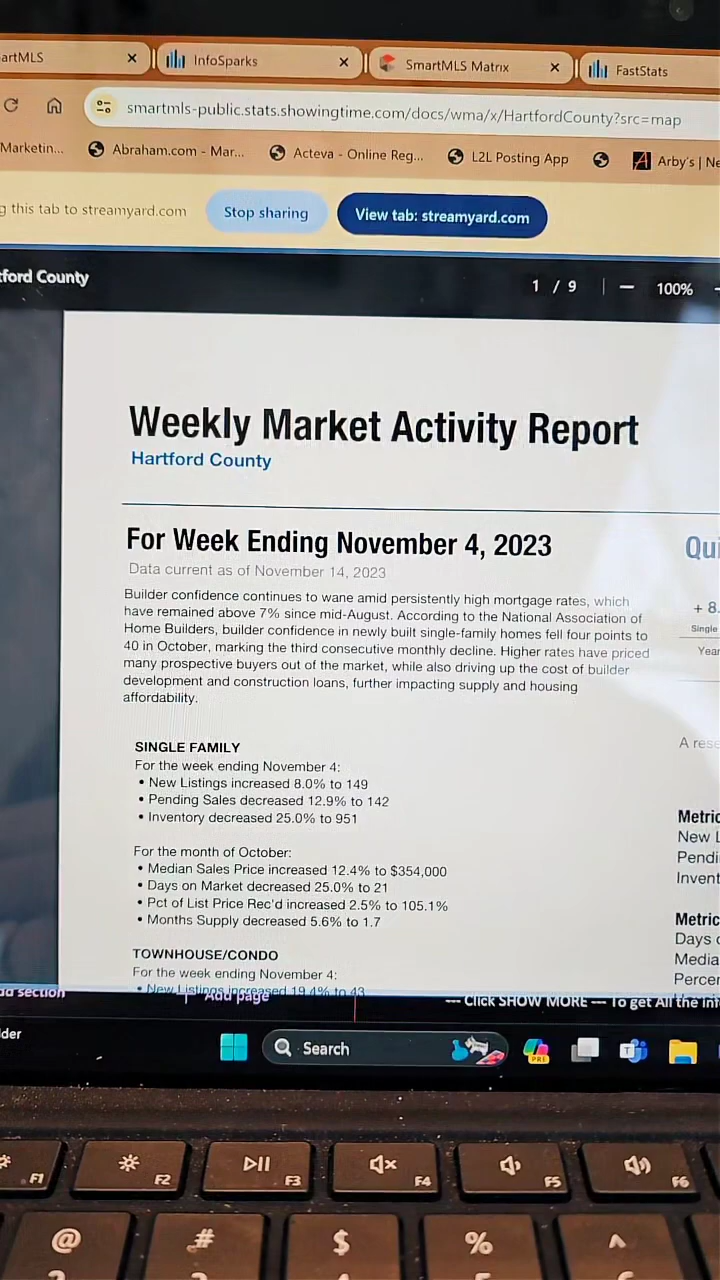 artMLS
InfoSparks
SmartMLS Matrix
FastStats
smartmls-public.stats.showingtime.com/docs/wma/x/HartfordCounty?src=map
Marketin...
Abraham.com - Mar...
Acteva - Online Reg...
L2L Posting App
Arby's | Ne
g this tab to streamyard.com
Stop sharing
View tab: streamyard.com
tford County
1 / 9
100%
Weekly Market Activity Report
Hartford County
For Week Ending November 4, 2023
Data current as of November 14, 2023
Builder confidence continues to wane amid persistently high mortgage rates, which
have remained above 7% since mid-August. According to the National Association of
Home Builders, builder confidence in newly built single-family homes fell four points to
40 in October, marking the third consecutive monthly decline. Higher rates have priced
many prospective buyers out of the market, while also driving up the cost of builder
development and construction loans, further impacting supply and housing
affordability.
SINGLE FAMILY
For the week ending November 4:
• New Listings increased 8.0% to 149
• Pending Sales decreased 12.9% to 142
• Inventory decreased 25.0% to 951
For the month of October:
• Median Sales Price increased 12.4% to $354,000
• Days on Market decreased 25.0% to 21
• Pct of List Price Rec'd increased 2.5% to 105.1%
• Months Supply decreased 5.6% to 1.7
TOWNHOUSE/CONDO
For the week ending November 4:
• New Listings increased 19.4% to 43
Qui
+ 8.
Single
Year
A rese
Metric
New L
Pendi
Invent
Metric
Days o
Media
Percer
dd section
Add page
--- Click SHOW MORE --- To get All the Inf
der
Search
PRE
F1
F2
F3
F4
F5
F6
@
#
$
%
^